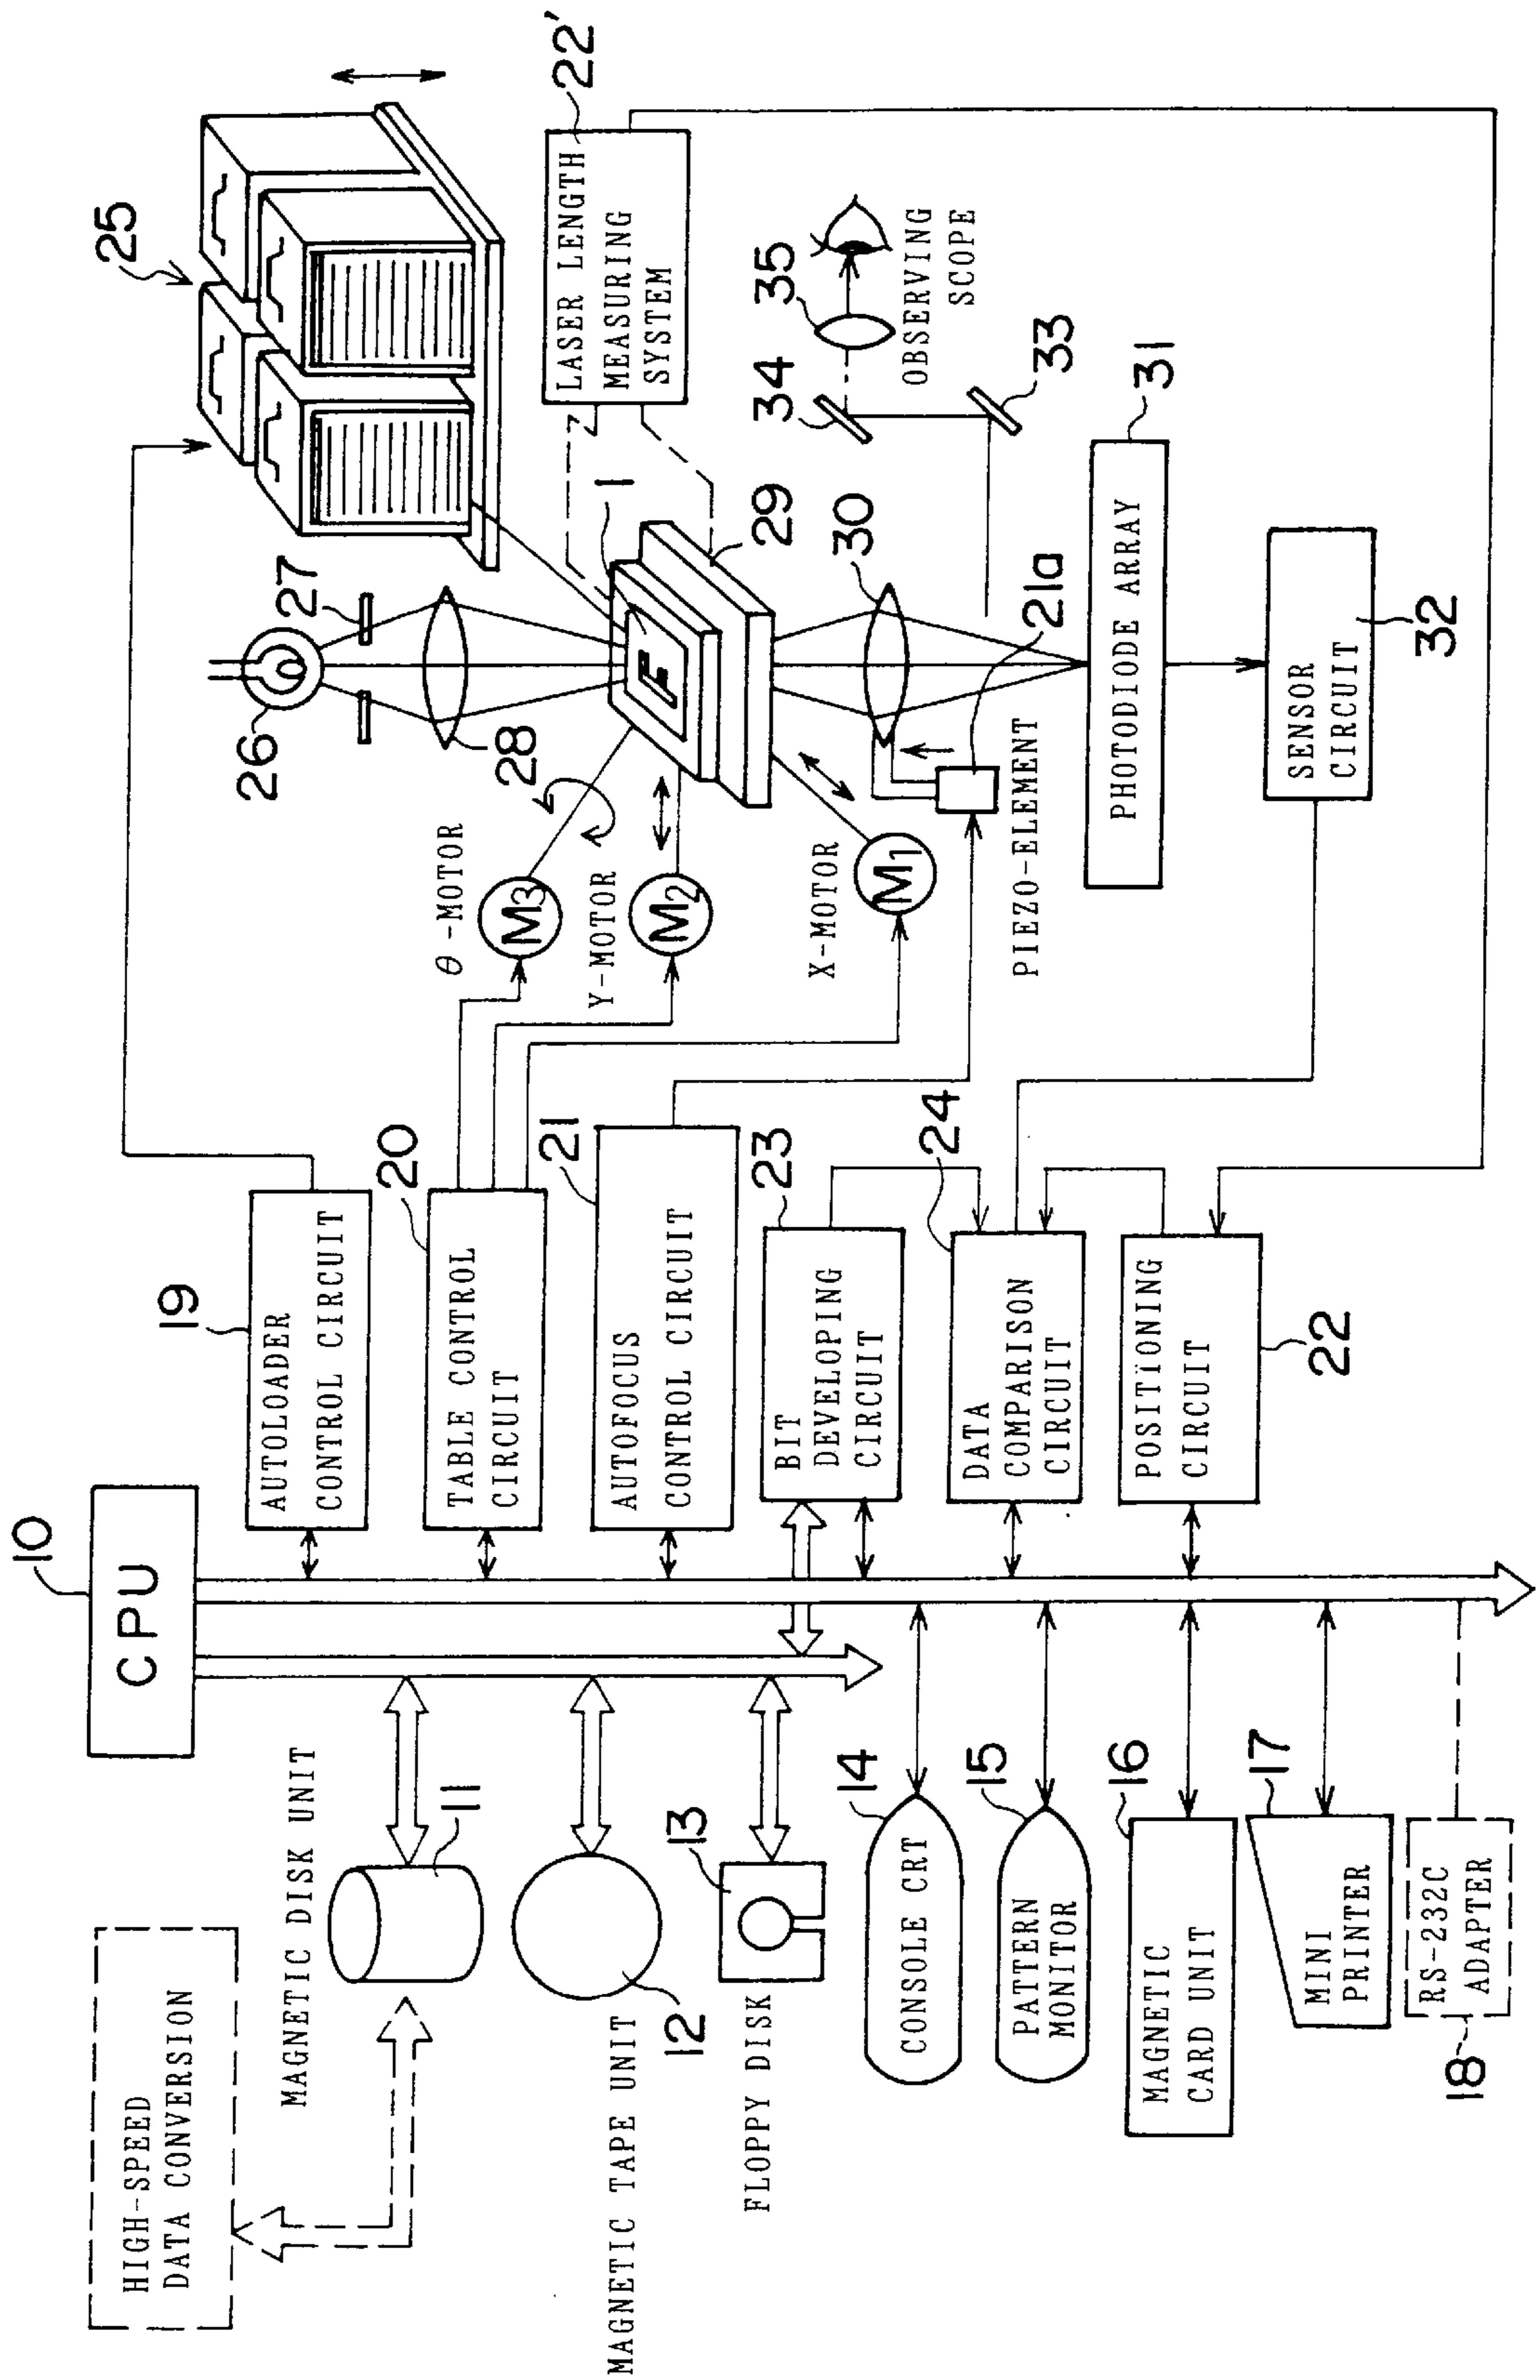 10
CPU
HIGH-SPEED
DATA CONVERSION
MAGNETIC DISK UNIT
11
MAGNETIC TAPE UNIT
12
FLOPPY DISK
13
14
CONSOLE CRT
15
PATTERN
MONITOR
16
MAGNETIC
CARD UNIT
17
MINI
PRINTER
18
RS-232C
ADAPTER
19
AUTOLOADER
CONTROL CIRCUIT
20
TABLE CONTROL
CIRCUIT
21
AUTOFOCUS
CONTROL CIRCUIT
23
BIT
DEVELOPING
CIRCUIT
24
DATA
COMPARISON
CIRCUIT
POSITIONING
CIRCUIT
22
θ-MOTOR
M3
Y-MOTOR
M2
X-MOTOR
M1
PIEZO-ELEMENT
21a
25
26
27
28
1
F
29
30
LASER LENGTH
MEASURING
SYSTEM
22'
34
35
OBSERVING
SCOPE
33
PHOTODIODE ARRAY
31
SENSOR
CIRCUIT
32